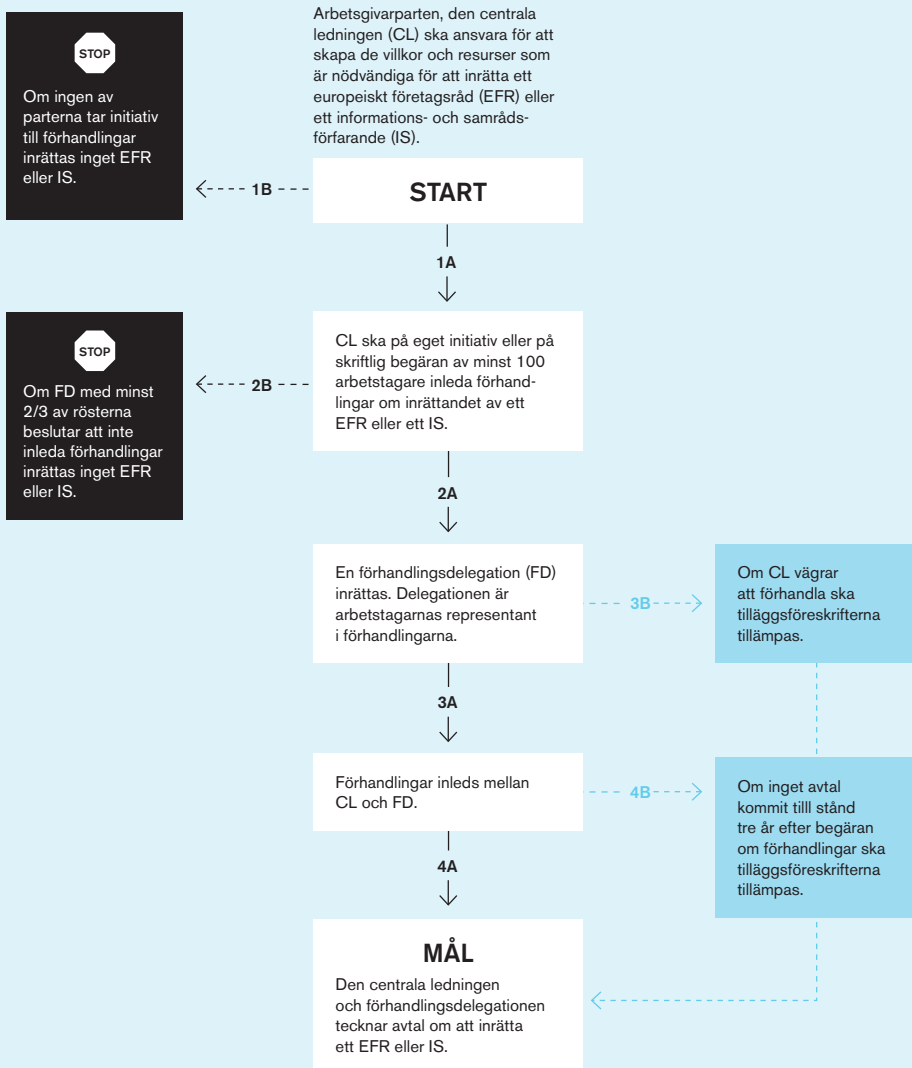 Arbetsgivarparten, den centrala
ledningen (CL) ska ansvara för att
skapa de villkor och resurser som
är nödvändiga för att inrätta ett
europeiskt företagsråd (EFR) eller
ett informations- och samråds-
förfarande (IS).
STOP
Om ingen av
parterna tar initiativ
till förhandlingar
inrättas inget EFR
eller IS.
1B
START
1A
STOP
Om FD med minst
2/3 av rösterna
beslutar att inte
inleda förhandlingar
inrättas inget EFR
eller IS.
2B
CL ska på eget initiativ eller på
skriftlig begäran av minst 100
arbetstagare inleda förhand-
lingar om inrättandet av ett
EFR eller ett IS.
2A
En förhandlingsdelegation (FD)
inrättas. Delegationen är
arbetstagarnas representant
i förhandlingarna.
3B
Om CL vägrar
att förhandla ska
tilläggsföreskrifterna
tillämpas.
3A
Förhandlingar inleds mellan
CL och FD.
4B
Om inget avtal
kommit tilll stånd
tre år efter begäran
om förhandlingar ska
tilläggsföreskrifterna
tillämpas.
4A
MÅL
Den centrala ledningen
och förhandlingsdelegationen
tecknar avtal om att inrätta
ett EFR eller IS.